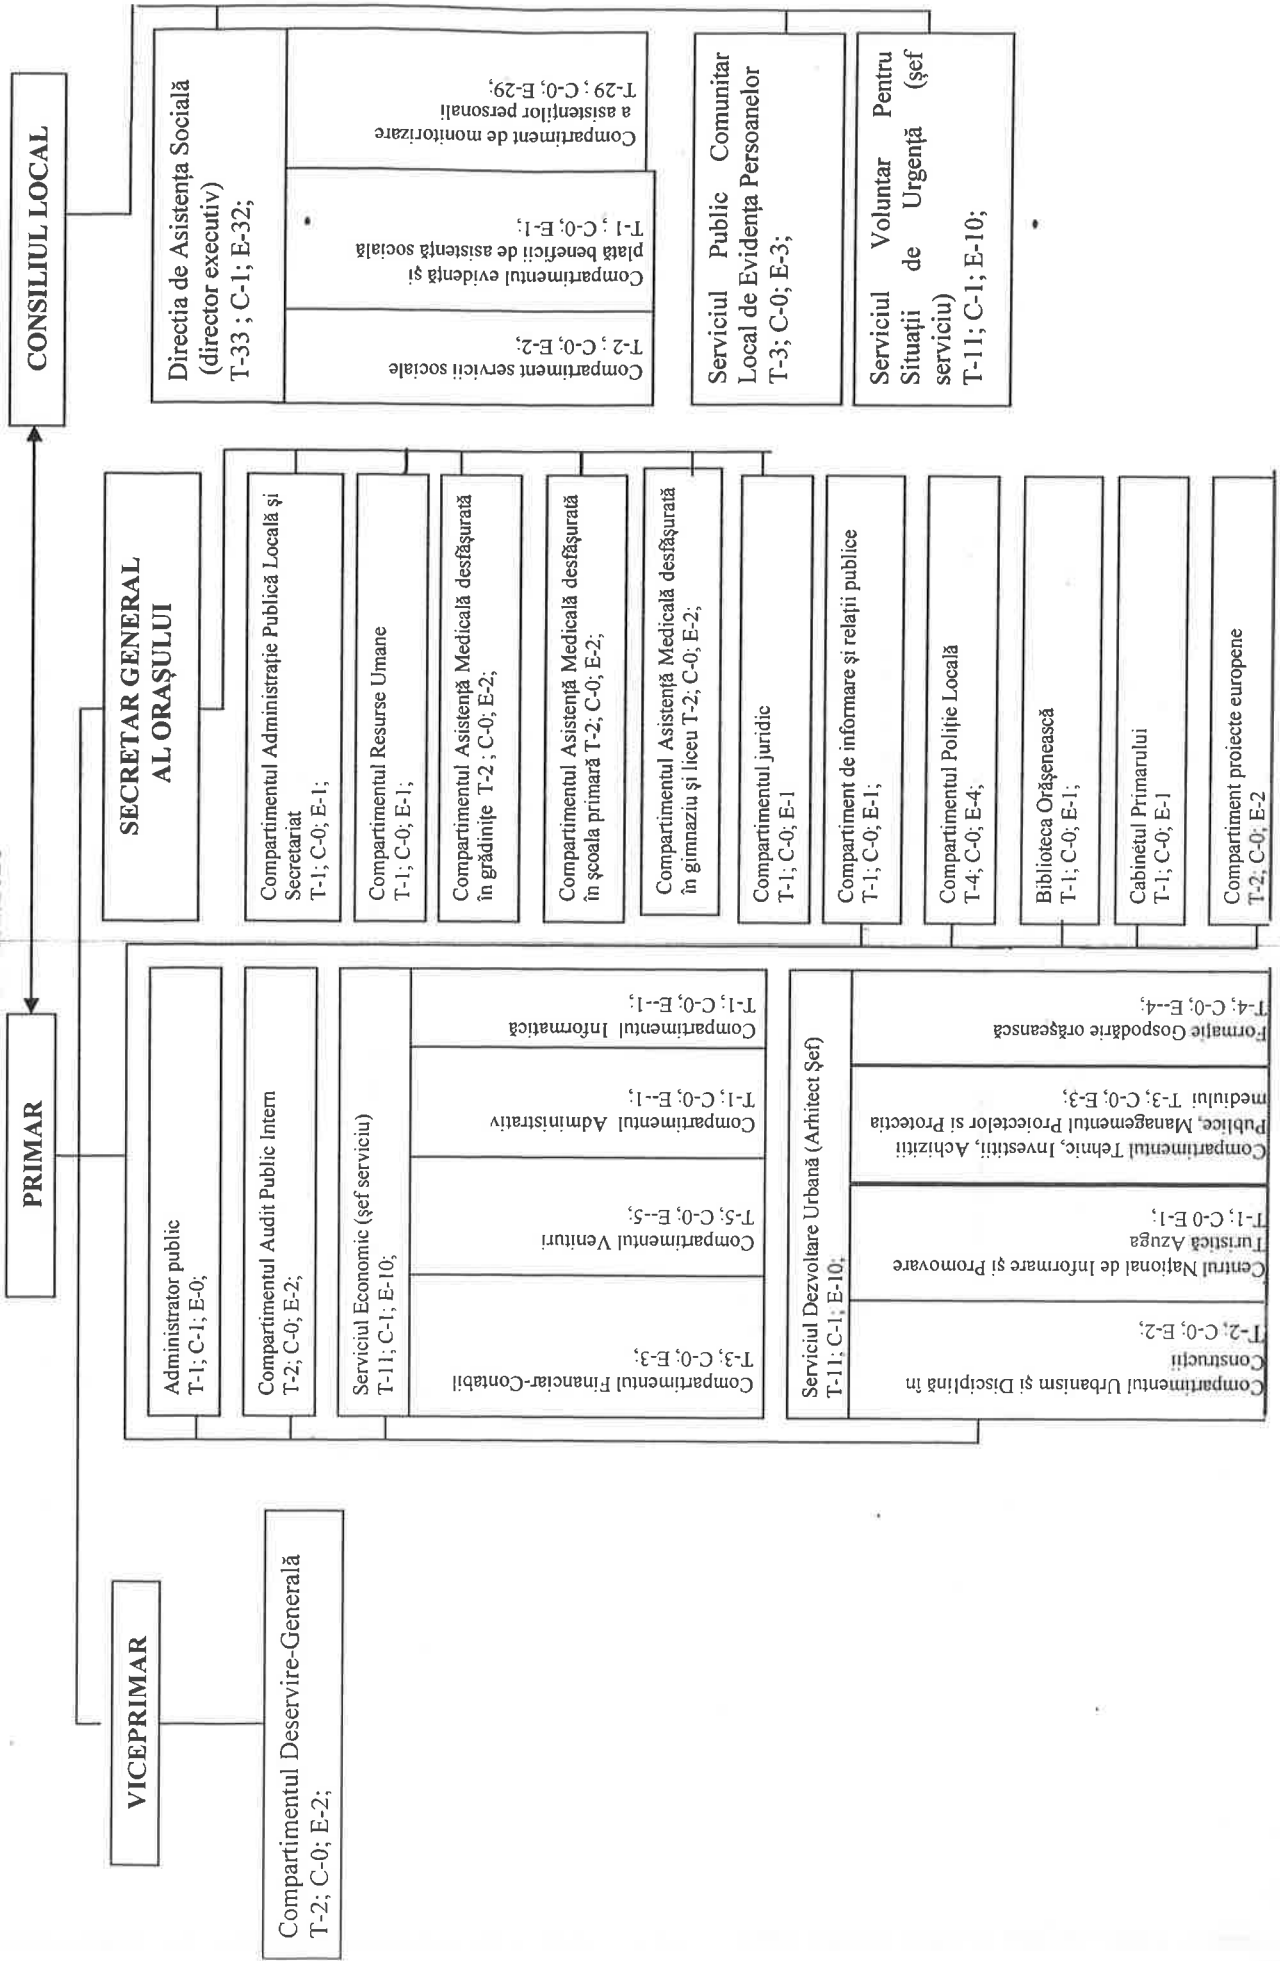 PRIMAR
CONSILIUL LOCAL
VICEPRIMAR
SECRETAR GENERAL
AL ORAȘULUI
Compartimentul Deservire-Generală
T-2; C-0; E-2;
Administrator public
T-1; C-1; E-0;
Compartimentul Audit Public Intern
T-2; C-0; E-2;
Serviciul Economic (șef serviciu)
T-11; C-1; E-10;
Compartimentul Financiar-Contabil
T-3; C-0; E-3;
Compartimentul Venituri
T-5; C-0; E--5;
Compartimentul Administrativ
T-1; C-0; E--1;
Compartimentul Informatică
T-1; C-0; E--1;
Serviciul Dezvoltare Urbană (Arhitect Șef)
T-11; C-1; E-10;
Compartimentul Urbanism și Disciplină în
Construcții
T-2; C-0; E-2;
Centrul Național de Informare și Promovare
Turistică Azuga
T-1; C-0 E-1;
Compartimentul Tehnic, Investitii, Achizitii
Publice, Managementul Proiectelor si Protectia
mediului T-3; C-0; E-3;
Formație Gospodărie orășească
T-4; C-0; E--4;
Compartimentul Administrație Publică Locală și
Secretariat
T-1; C-0; E-1;
Compartimentul Resurse Umane
T-1; C-0; E-1;
Compartimentul Asistență Medicală desfășurată
în grădinițe T-2 ; C-0; E-2;
Compartimentul Asistență Medicală desfășurată
în școala primară T-2; C-0; E-2;
Compartimentul Asistență Medicală desfășurată
în gimnaziu și liceu T-2; C-0; E-2;
Compartimentul juridic
T-1; C-0; E-1
Compartiment de informare și relații publice
T-1; C-0; E-1;
Compartimentul Poliție Locală
T-4; C-0; E-4;
Biblioteca Orășenească
T-1; C-0; E-1;
Cabinetul Primarului
T-1; C-0; E-1
Compartiment proiecte europene
T-2; C-0; E-2
Directia de Asistența Socială
(director executiv)
T-33 ; C-1; E-32;
Compartiment servicii sociale
T-2 ; C-0; E-2;
Compartimentul evidență și
plată beneficii de asistență socială
T-1 ; C-0; E-1;
Compartiment de monitorizare
a asistenților personali
T-29 ; C-0; E-29;
Serviciul Public Comunitar
Local de Evidența Persoanelor
T-3; C-0; E-3;
Serviciul Voluntar Pentru
Situații de Urgență (șef
serviciu)
T-11; C-1; E-10;